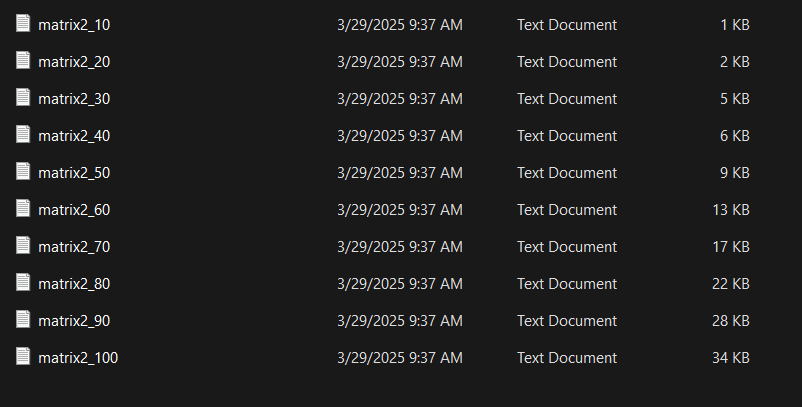 matrix2_10 3/29/2025 9:37 AM Text Document 1 KB
matrix2_20 3/29/2025 9:37 AM Text Document 2 KB
matrix2_30 3/29/2025 9:37 AM Text Document 5 KB
matrix2_40 3/29/2025 9:37 AM Text Document 6 KB
matrix2_50 3/29/2025 9:37 AM Text Document 9 KB
matrix2_60 3/29/2025 9:37 AM Text Document 13 KB
matrix2_70 3/29/2025 9:37 AM Text Document 17 KB
matrix2_80 3/29/2025 9:37 AM Text Document 22 KB
matrix2_90 3/29/2025 9:37 AM Text Document 28 KB
matrix2_100 3/29/2025 9:37 AM Text Document 34 KB